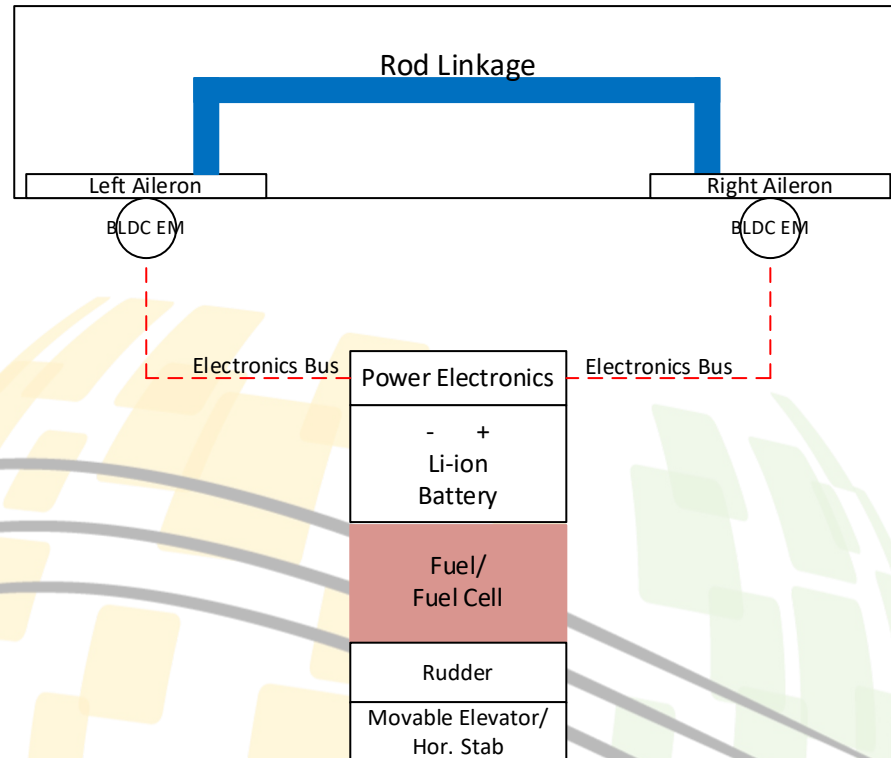 Rod Linkage
Left Aileron
Right Aileron
BLDC EM
BLDC EM
Electronics Bus
Power Electronics
Electronics Bus
- +
Li-ion
Battery
Fuel/
Fuel Cell
Rudder
Movable Elevator/
Hor. Stab